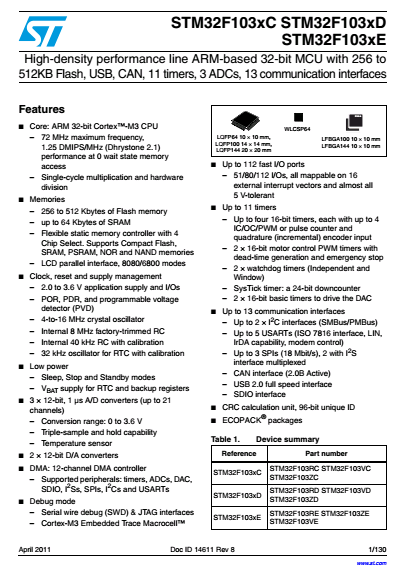 STM32F103xC STM32F103xD
STM32F103xE
High-density performance line ARM-based 32-bit MCU with 256 to
512KB Flash, USB, CAN, 11 timers, 3 ADCs, 13 communication interfaces
Features
■ Core: ARM 32-bit Cortex™-M3 CPU
– 72 MHz maximum frequency,
1.25 DMIPS/MHz (Dhrystone 2.1)
performance at 0 wait state memory
access
– Single-cycle multiplication and hardware
division
■ Memories
– 256 to 512 Kbytes of Flash memory
– up to 64 Kbytes of SRAM
– Flexible static memory controller with 4
Chip Select. Supports Compact Flash,
SRAM, PSRAM, NOR and NAND memories
– LCD parallel interface, 8080/6800 modes
■ Clock, reset and supply management
– 2.0 to 3.6 V application supply and I/Os
– POR, PDR, and programmable voltage
detector (PVD)
– 4-to-16 MHz crystal oscillator
– Internal 8 MHz factory-trimmed RC
– Internal 40 kHz RC with calibration
– 32 kHz oscillator for RTC with calibration
■ Low power
– Sleep, Stop and Standby modes
– VBAT supply for RTC and backup registers
■ 3 × 12-bit, 1 µs A/D converters (up to 21
channels)
– Conversion range: 0 to 3.6 V
– Triple-sample and hold capability
– Temperature sensor
■ 2 × 12-bit D/A converters
■ DMA: 12-channel DMA controller
– Supported peripherals: timers, ADCs, DAC,
SDIO, I²Ss, SPIs, I²Cs and USARTs
■ Debug mode
– Serial wire debug (SWD) & JTAG interfaces
– Cortex-M3 Embedded Trace Macrocell™
LQFP64 10 × 10 mm,
LQFP100 14 × 14 mm,
LQFP144 20 × 20 mm
WLCSP64
LFBGA100 10 × 10 mm
LFBGA144 10 × 10 mm
■ Up to 112 fast I/O ports
– 51/80/112 I/Os, all mappable on 16
external interrupt vectors and almost all
5 V-tolerant
■ Up to 11 timers
– Up to four 16-bit timers, each with up to 4
IC/OC/PWM or pulse counter and
quadrature (incremental) encoder input
– 2 × 16-bit motor control PWM timers with
dead-time generation and emergency stop
– 2 × watchdog timers (Independent and
Window)
– SysTick timer: a 24-bit downcounter
– 2 × 16-bit basic timers to drive the DAC
■ Up to 13 communication interfaces
– Up to 2 × I²C interfaces (SMBus/PMBus)
– Up to 5 USARTs (ISO 7816 interface, LIN,
IrDA capability, modem control)
– Up to 3 SPIs (18 Mbit/s), 2 with I²S
interface multiplexed
– CAN interface (2.0B Active)
– USB 2.0 full speed interface
– SDIO interface
■ CRC calculation unit, 96-bit unique ID
■ ECOPACK® packages
Table 1. Device summary
Reference Part number
STM32F103xC STM32F103RC STM32F103VC
STM32F103ZC
STM32F103xD STM32F103RD STM32F103VD
STM32F103ZD
STM32F103xE STM32F103RE STM32F103ZE
STM32F103VE
April 2011 Doc ID 14611 Rev 8 1/130
www.st.com